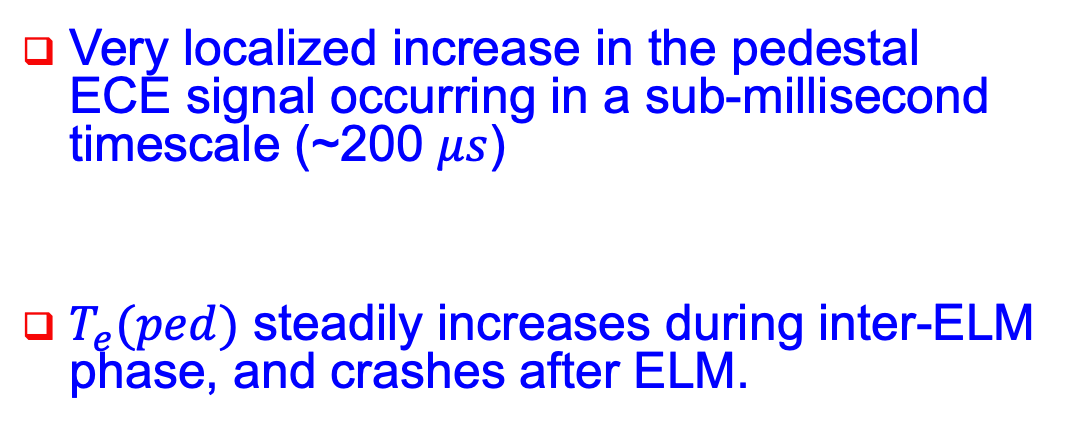 Very localized increase in the pedestal
ECE signal occurring in a sub-millisecond
timescale (~200 μs)
T_e(ped) steadily increases during inter-ELM
phase, and crashes after ELM.